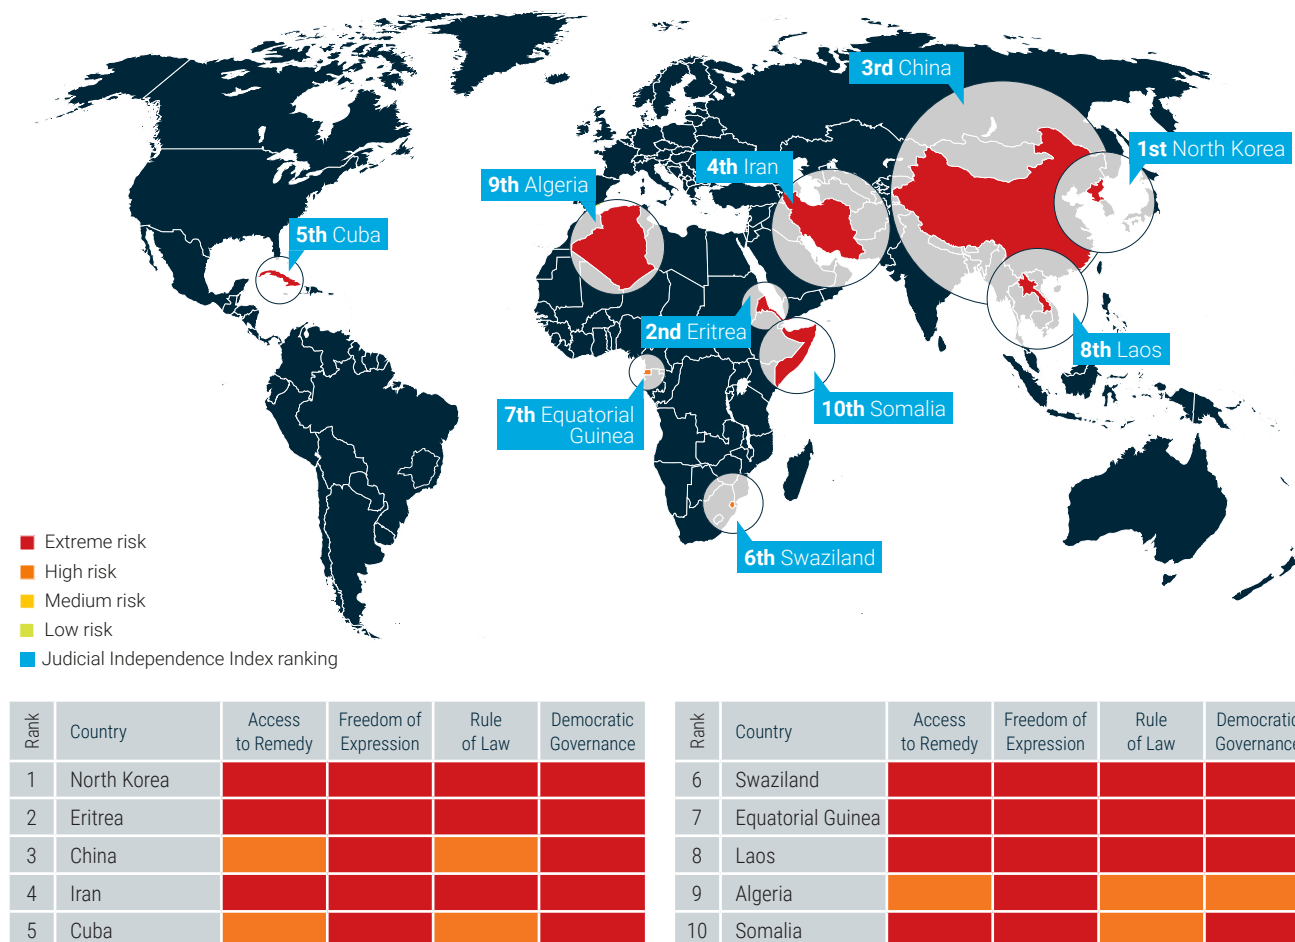 3rd China
1st North Korea
4th Iran
9th Algeria
5th Cuba
2nd Eritrea
8th Laos
7th Equatorial
Guinea
10th Somalia
6th Swaziland
Extreme risk
High risk
Medium risk
Low risk
Judicial Independence Index ranking
Rank Country Access to Remedy Freedom of Expression Rule of Law Democratic Governance
1 North Korea
2 Eritrea
3 China
4 Iran
5 Cuba
Rank Country Access to Remedy Freedom of Expression Rule of Law Democratic Governance
6 Swaziland
7 Equatorial Guinea
8 Laos
9 Algeria
10 Somalia